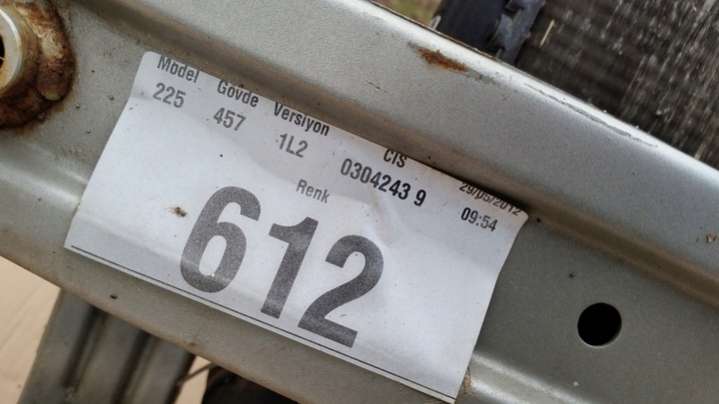 Model Gövde Versiyon CIS 29/05/2012
225 457 1L2 0304243 9 09:54
Renk
612